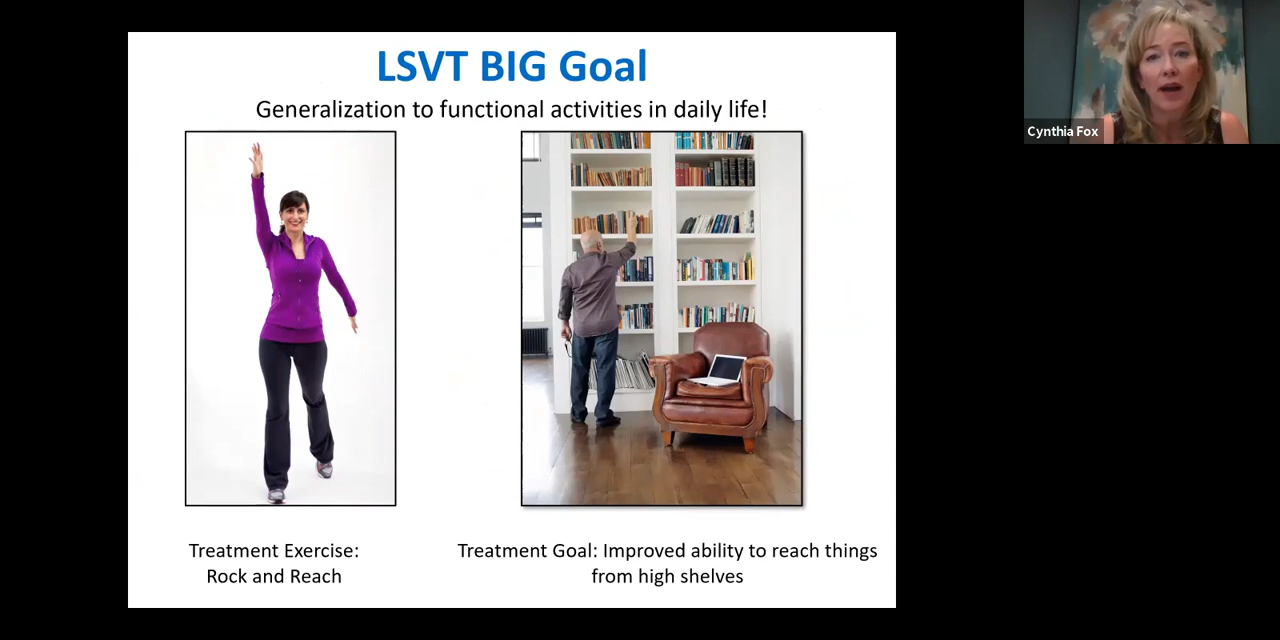 LSVT BIG Goal
Generalization to functional activities in daily life!
Cynthia Fox
Treatment Exercise:
Rock and Reach
Treatment Goal: Improved ability to reach things
from high shelves